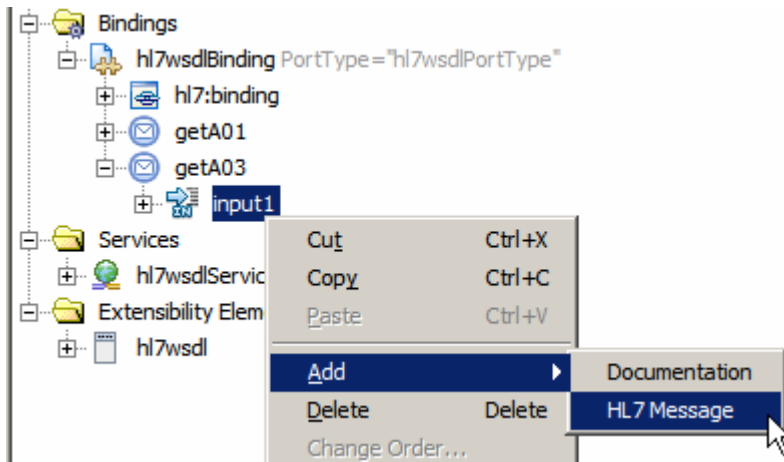 Bindings
hl7wsdlBinding PortType="hl7wsdlPortType"
hl7:binding
getA01
getA03
IN input1
Services
hl7wsdlServic
Extensibility Elem
hl7wsdl
Cut Ctrl+X
Copy Ctrl+C
Paste Ctrl+V
Add
Delete Delete
Change Order...
Documentation
HL7 Message